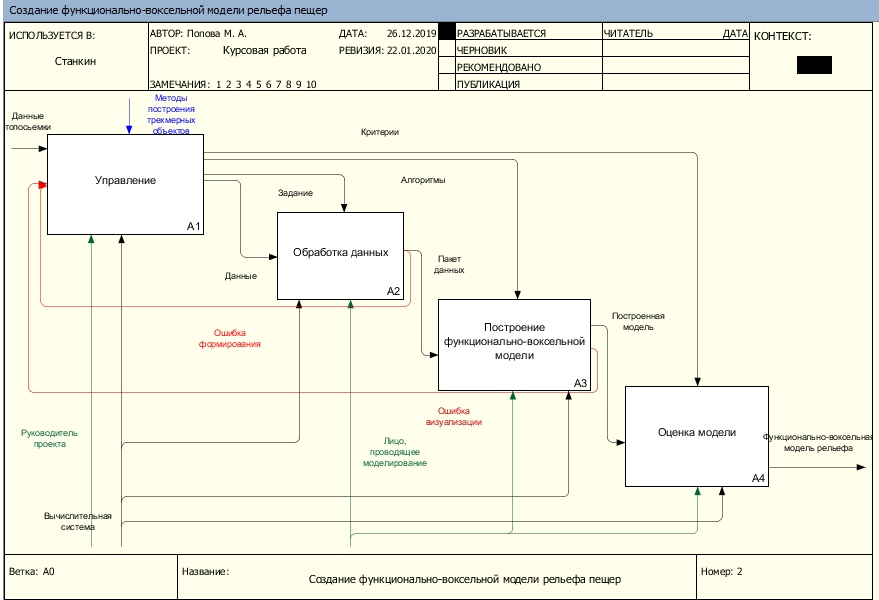 Создание функционально-воксельной модели рельефа пещер
ИСПОЛЬЗУЕТСЯ В:
Станкин
АВТОР: Попова М. А.
ДАТА: 26.12.2019
ПРОЕКТ: Курсовая работа
РЕВИЗИЯ: 22.01.2020
ЗАМЕЧАНИЯ: 1 2 3 4 5 6 7 8 9 10
РАЗРАБАТЫВАЕТСЯ
ЧЕРНОВИК
РЕКОМЕНДОВАНО
ПУБЛИКАЦИЯ
ЧИТАТЕЛЬ
ДАТА
КОНТЕКСТ:
Данные
топосьемки
Методы
построения
трехмерных
объектов
Критерии
Управление
A1
Алгоритмы
Задание
Данные
Обработка данных
A2
Пакет
данных
Ошибка
формирования
Построение
функционально-воксельной
модели
A3
Построенная
модель
Ошибка
визуализации
Оценка модели
A4
Функционально-воксельная
модель рельефа
Руководитель
проекта
Лицо,
проводящее
моделирование
Вычислительная
система
Ветка: A0
Название:
Создание функционально-воксельной модели рельефа пещер
Номер: 2